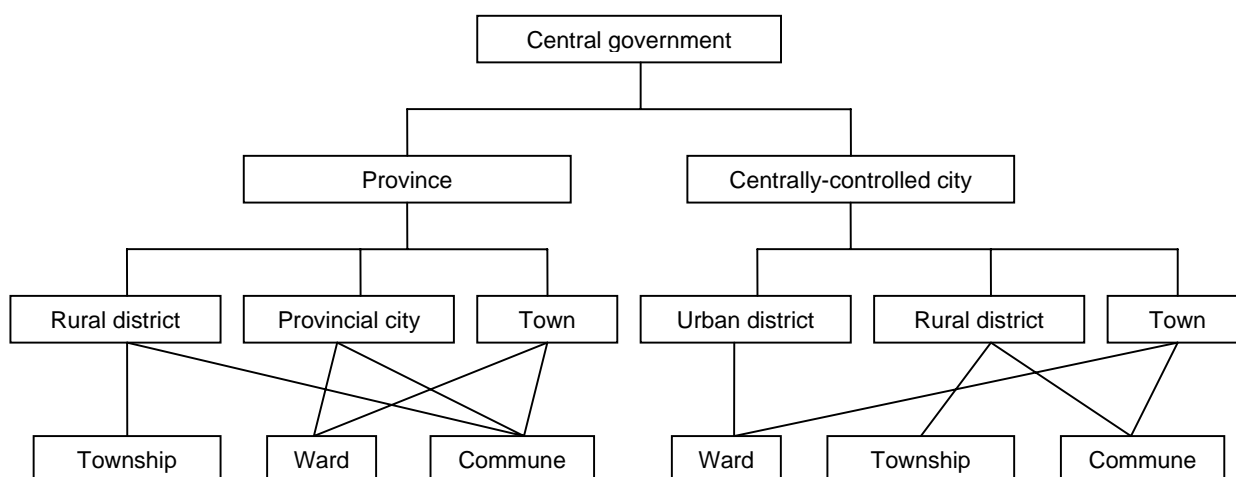 Central government
Province
Centrally-controlled city
Rural district
Provincial city
Town
Urban district
Rural district
Town
Township
Ward
Commune
Ward
Township
Commune